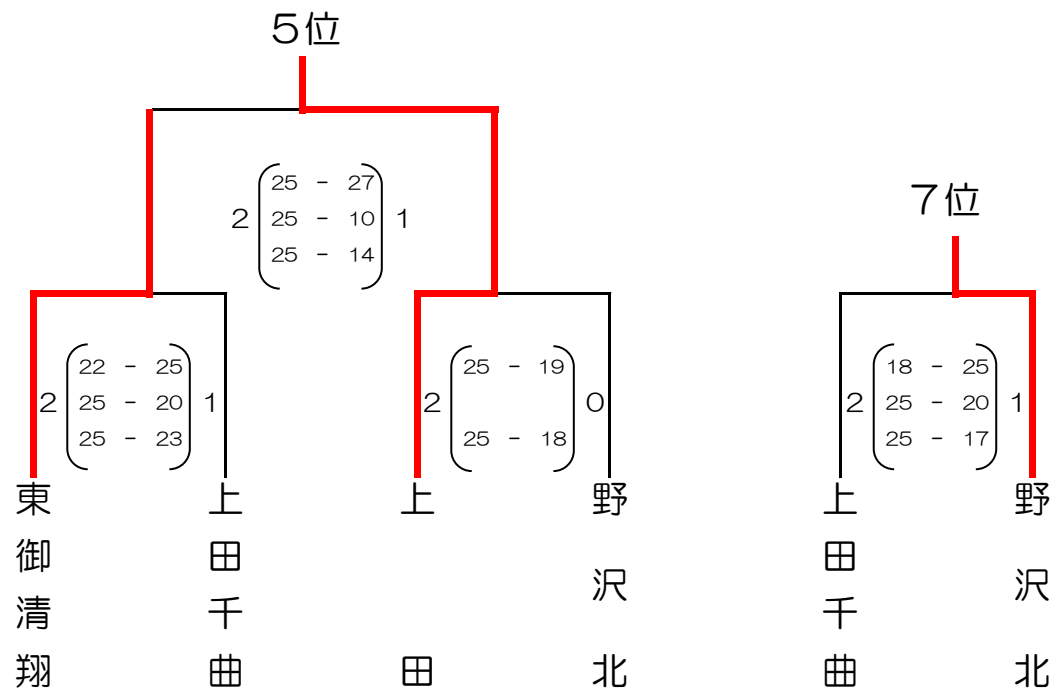 5位
2 25 - 27 1
25 - 10
25 - 14
7位
2 22 - 25 1
25 - 20
25 - 23
2 25 - 19 0
25 - 18
2 18 - 25 1
25 - 20
25 - 17
東御清翔
上田千曲
上田
野沢北
上田千曲
野沢北